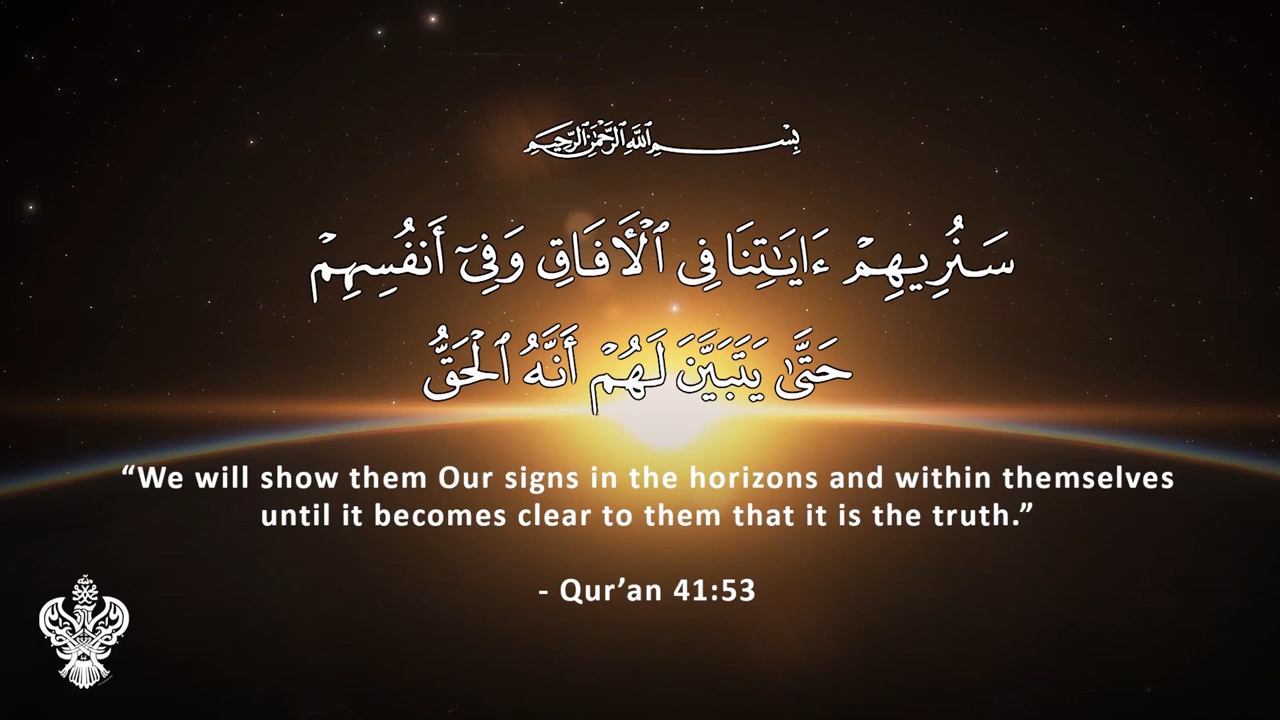 بِسْــــمِ ٱللَّهِ ٱلرَّحْمَٰنِ ٱلرَّحِيمِ
سَنُرِيهِمْ ءَايَٰتِنَا فِى ٱلْأَفَاقِ وَفِىٓ أَنفُسِهِمْ
حَتَّىٰ يَتَبَيَّنَ لَهُمْ أَنَّهُ ٱلْحَقُّ
“We will show them Our signs in the horizons and within themselves
until it becomes clear to them that it is the truth.”
- Qur’an 41:53